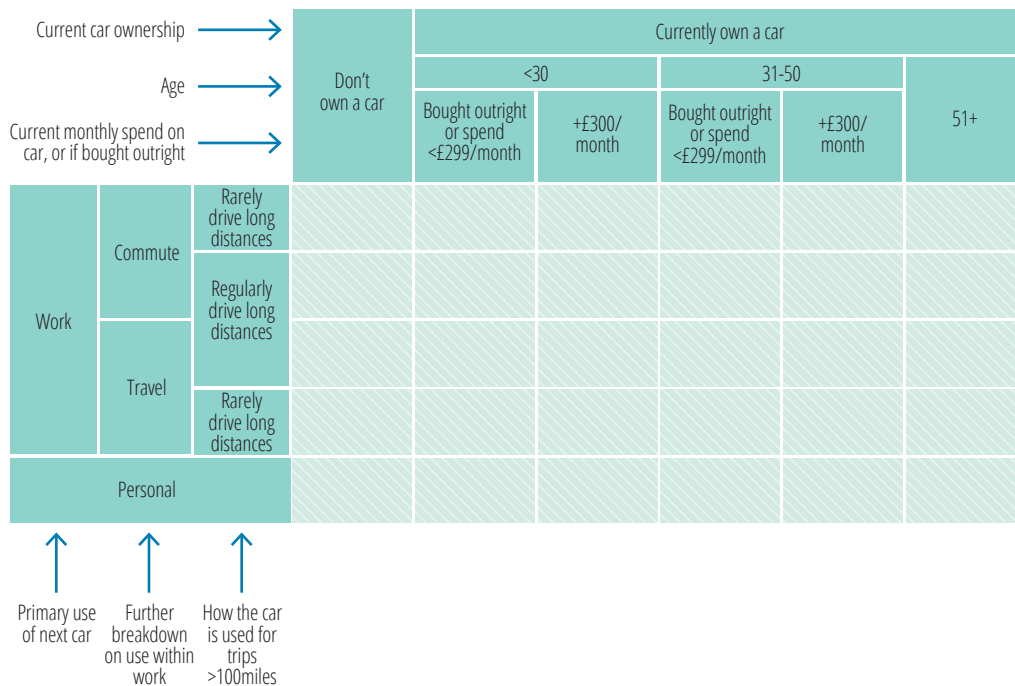 Current car ownership
Age
Current monthly spend on
car, or if bought outright
Don’t
own a car
Currently own a car
<30
31-50
51+
Bought outright
or spend
<£299/month
+£300/
month
Bought outright
or spend
<£299/month
+£300/
month
Work
Commute
Travel
Rarely
drive long
distances
Regularly
drive long
distances
Rarely
drive long
distances
Personal
Primary use
of next car
Further
breakdown
on use within
work
How the car
is used for
trips
>100miles